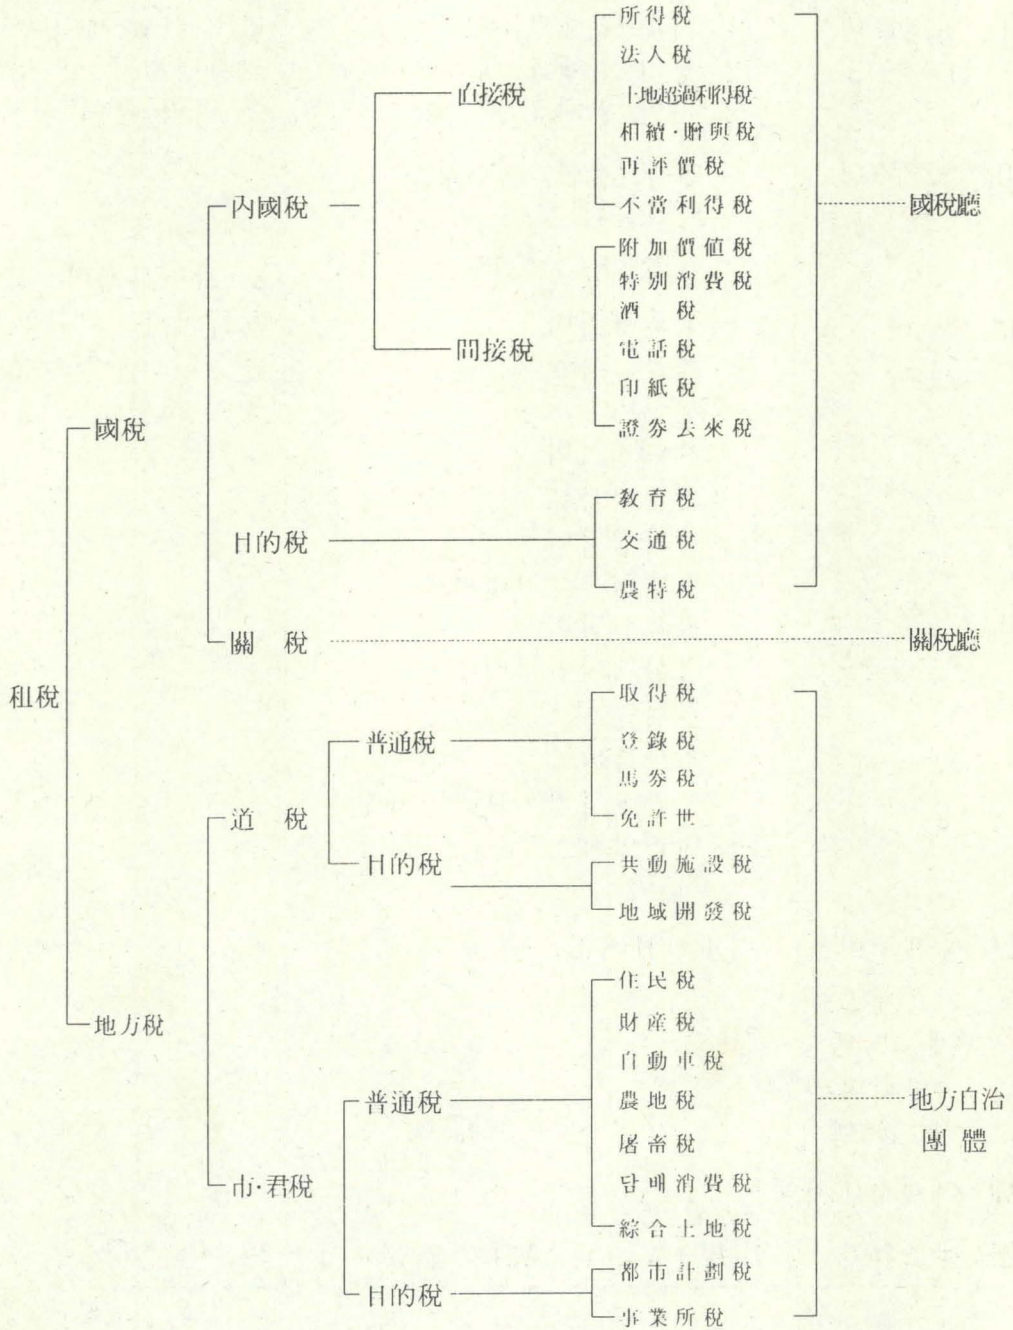 所得稅
法人稅
直接稅
土地超過利得稅
相續·贈與稅
再評價稅
內國稅
不當利得稅
國稅廳
附加價値稅
特別消費稅
酒 稅
間接稅
電話稅
印紙稅
國稅
證券去來稅
敎育稅
目的稅
交通稅
農特稅
關 稅
關稅廳
租稅
取得稅
普通稅
登錄稅
馬券稅
道 稅
免許世
目的稅
共動施設稅
地域開發稅
住民稅
地方稅
財産稅
自動車稅
普通稅
農地稅
地方自治
團 體
屠畜稅
市·君稅
담배消費稅
綜合土地稅
都市計劃稅
目的稅
事業所稅